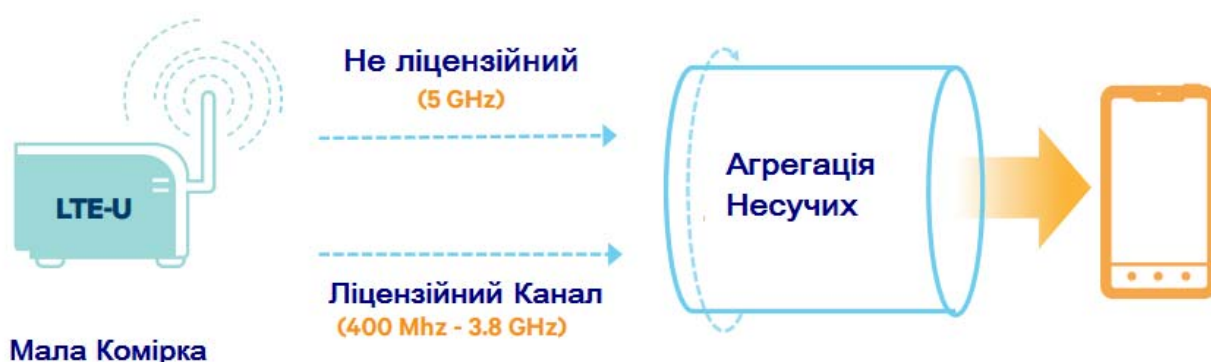 Не ліцензійний
(5 GHz)
LTE-U
Агрегація
Несучих
Ліцензійний Канал
(400 Mhz - 3.8 GHz)
Мала Комірка